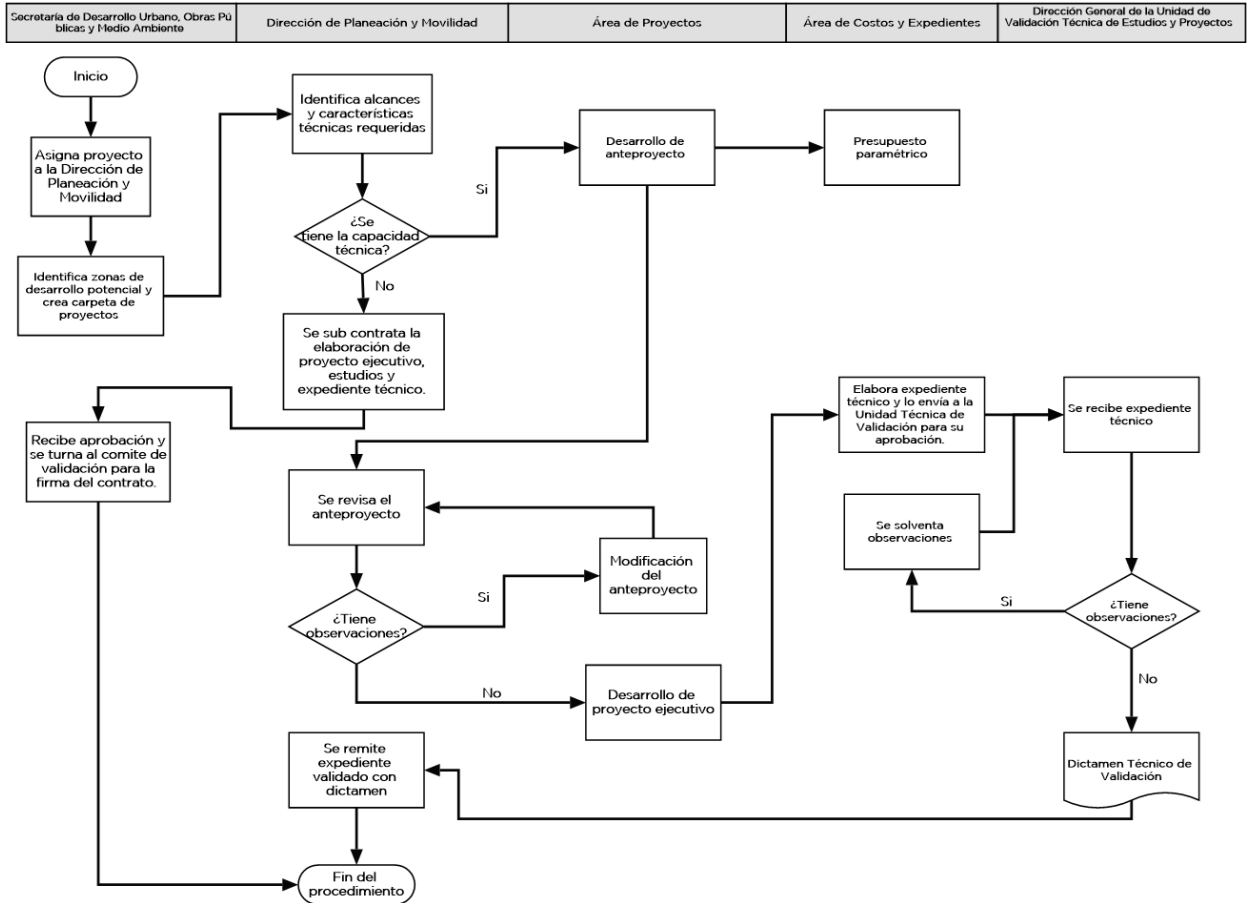 Secretaría de Desarrollo Urbano, Obras Pú
blicas y Medio Ambiente
Dirección de Planeación y Movilidad
Área de Proyectos
Área de Costos y Expedientes
Dirección General de la Unidad de
Validación Técnica de Estudios y Proyectos
Inicio
Asigna proyecto
a la Dirección de
Planeación y
Movilidad
Identifica zonas de
desarrollo potencial y
crea carpeta de
proyectos
Identifica alcances
y características
técnicas requeridas
¿Se
tiene la capacidad
técnica?
Si
No
Desarrollo de
anteproyecto
Presupuesto
paramétrico
Se sub contrata la
elaboración de
proyecto ejecutivo,
estudios y
expediente técnico.
Recibe aprobación y
se turna al comite de
validación para la
firma del contrato.
Se revisa el
anteproyecto
Modificación
del
anteproyecto
¿Tiene
observaciones?
Si
No
Desarrollo de
proyecto ejecutivo
Elabora expediente
técnico y lo envía a la
Unidad Técnica de
Validación para su
aprobación.
Se recibe expediente
técnico
Se solventa
observaciones
¿Tiene
observaciones?
Si
No
Dictamen Técnico de
Validación
Se remite
expediente
validado con
dictamen
Fin del
procedimiento